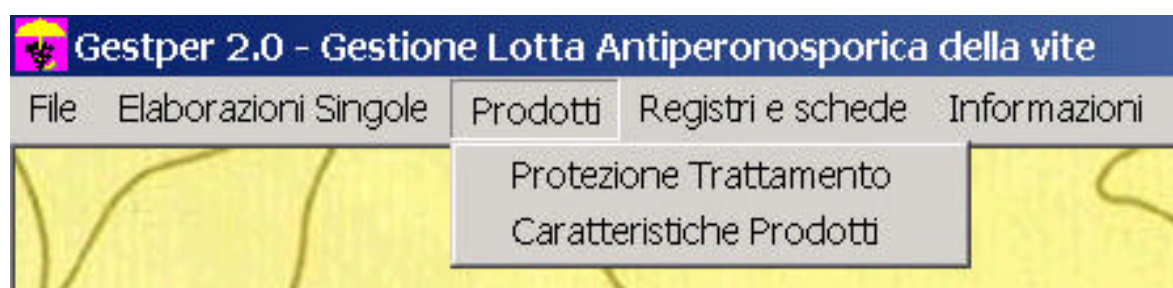 Gestper 2.0 - Gestione Lotta Antiperonosporica della vite
File Elaborazioni Singole Prodotti Registri e schede Informazioni
Protezione Trattamento
Caratteristiche Prodotti